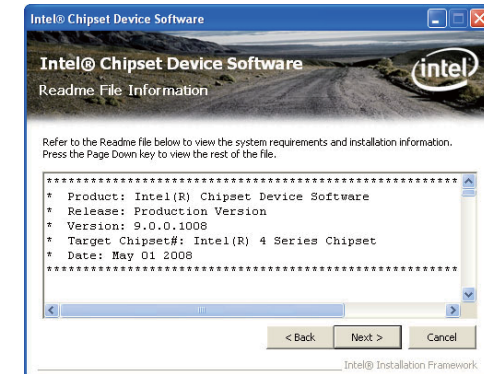 Intel® Chipset Device Software
Intel® Chipset Device Software
intel
Readme File Information
Refer to the Readme file below to view the system requirements and installation information.
Press the Page Down key to view the rest of the file.
************************************************************
* Product: Intel(R) Chipset Device Software
* Release: Production Version
* Version: 9.0.0.1008
* Target Chipset#: Intel(R) 4 Series Chipset
* Date: May 01 2008
************************************************************
< Back Next > Cancel
Intel® Installation Framework